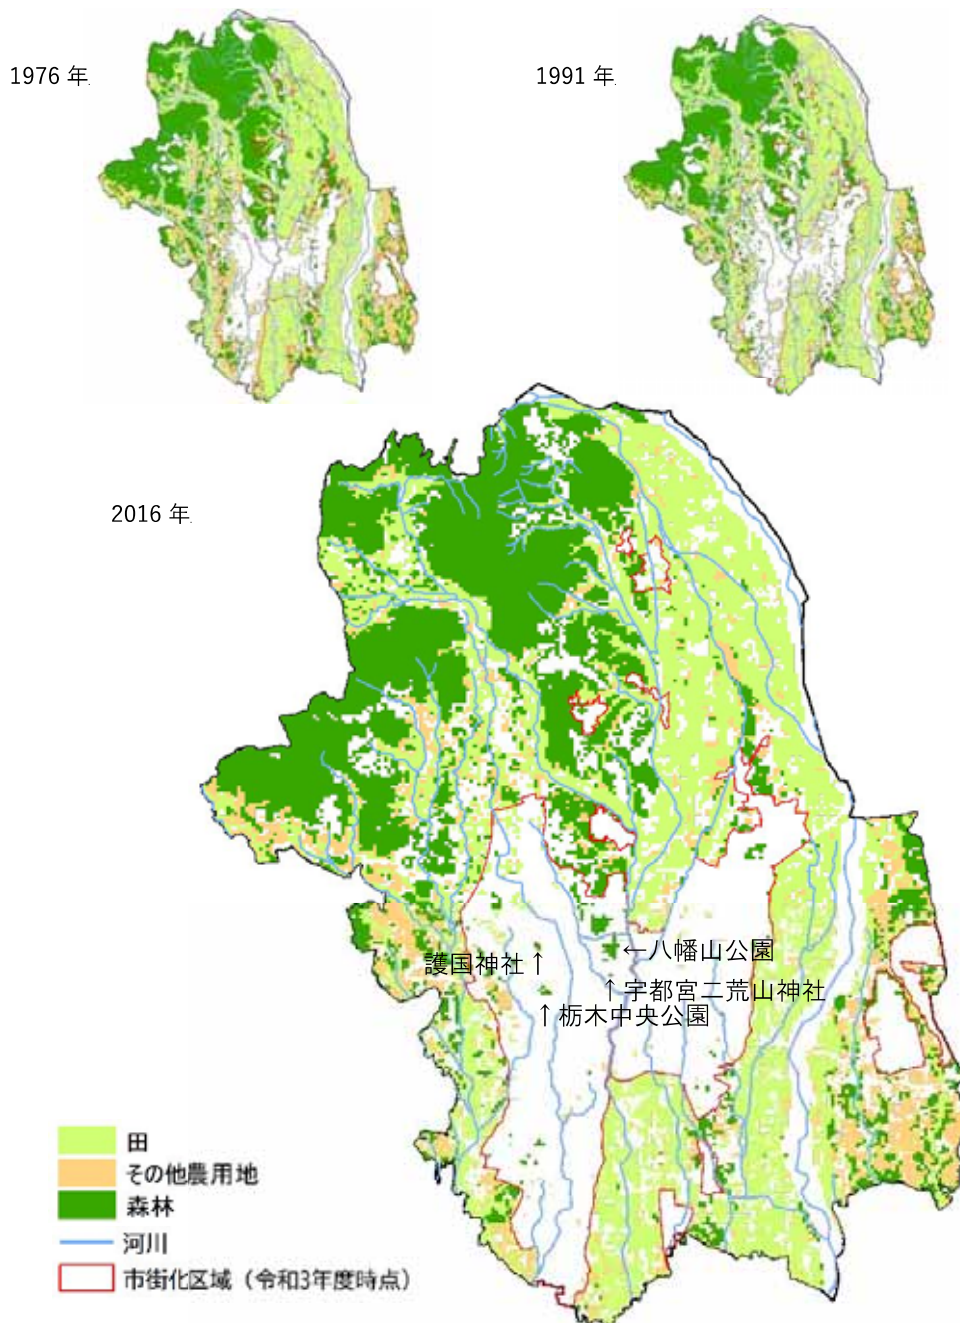 1976 年
1991 年
2016 年
←八幡山公園
護国神社↑
↑宇都宮二荒山神社
↑栃木中央公園
田
その他農用地
森林
河川
市街化区域（令和3年度時点）